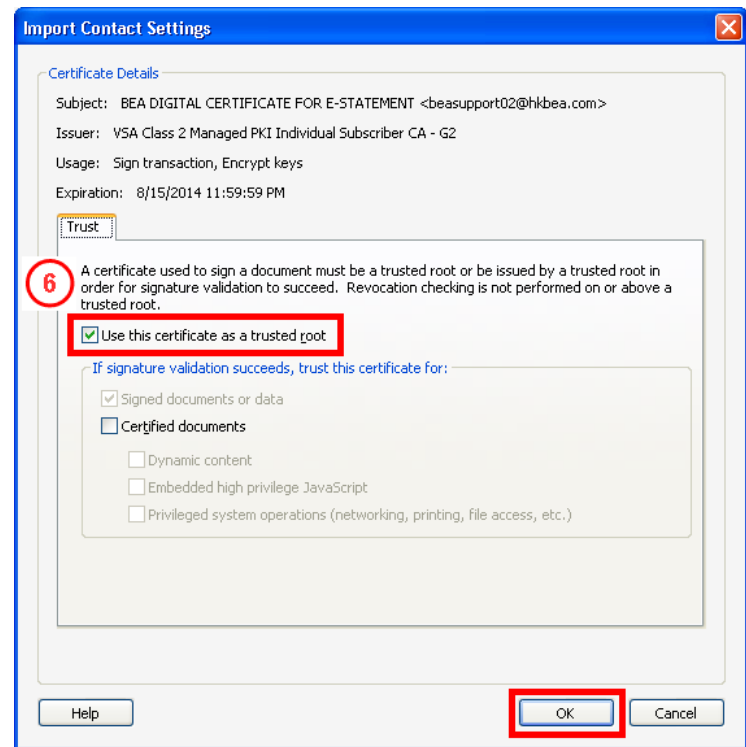 Import Contact Settings
Certificate Details
Subject: BEA DIGITAL CERTIFICATE FOR E-STATEMENT <beasupport02@hkbea.com>
Issuer: VSA Class 2 Managed PKI Individual Subscriber CA - G2
Usage: Sign transaction, Encrypt keys
Expiration: 8/15/2014 11:59:59 PM
Trust
6
A certificate used to sign a document must be a trusted root or be issued by a trusted root in
order for signature validation to succeed. Revocation checking is not performed on or above a
trusted root.
Use this certificate as a trusted root
If signature validation succeeds, trust this certificate for:
Signed documents or data
Certified documents
Dynamic content
Embedded high privilege JavaScript
Privileged system operations (networking, printing, file access, etc.)
Help
OK
Cancel